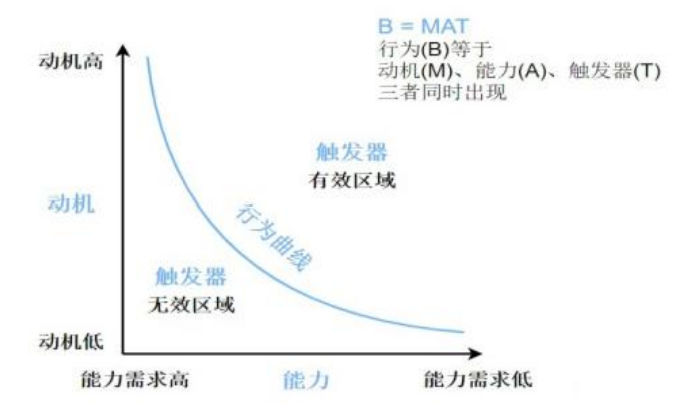 B = MAT
行为(B)等于
动机(M)、能力(A)、触发器(T)
三者同时出现
动机高
触发器
有效区域
动机
行为曲线
触发器
无效区域
动机低
能力需求高
能力
能力需求低